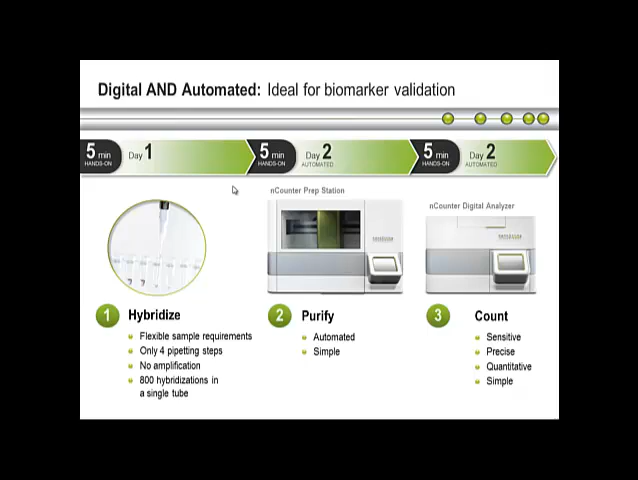 Digital AND Automated: Ideal for biomarker validation
5 min
HANDS-ON
Day 1
5 min
HANDS-ON
Day 2
AUTOMATED
5 min
HANDS-ON
Day 2
AUTOMATED
nCounter Prep Station
nCounter Digital Analyzer
1 Hybridize
Flexible sample requirements
Only 4 pipetting steps
No amplification
800 hybridizations in
a single tube
2 Purify
Automated
Simple
3 Count
Sensitive
Precise
Quantitative
Simple